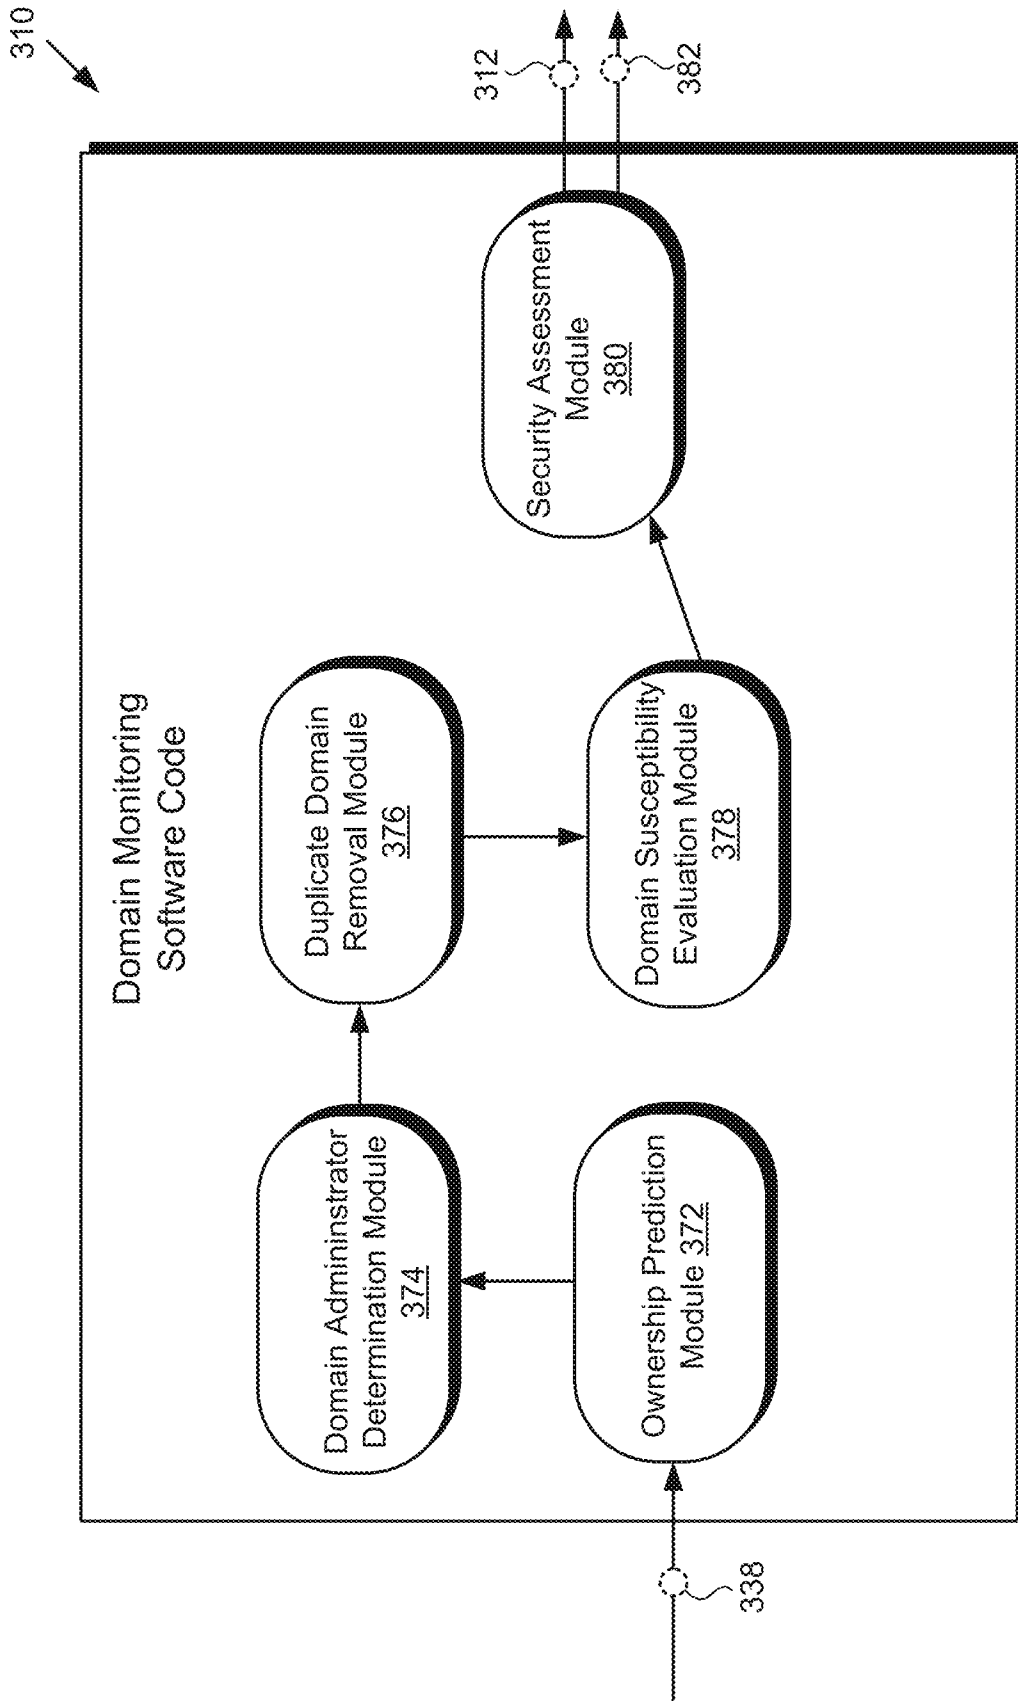 310
Domain Monitoring
Software Code
Domain Admininstrator
Determination Module
374
Duplicate Domain
Removal Module
376
Ownership Prediction
Module 372
Domain Susceptibility
Evaluation Module
378
Security Assessment
Module
380
338
312
382